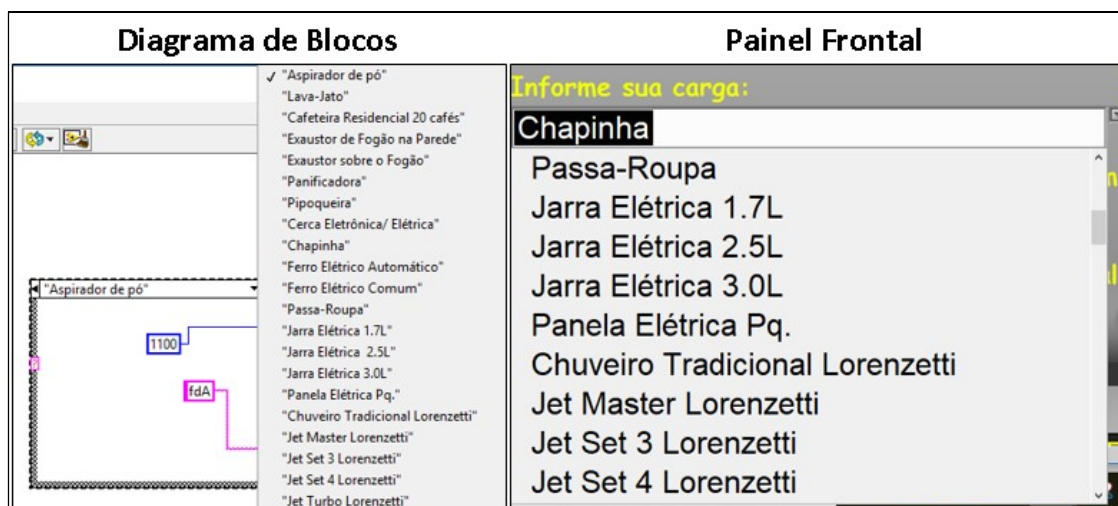 Diagrama de Blocos
"Aspirador de pó"
"Lava-Jato"
"Cafeteira Residencial 20 cafés"
"Exaustor de Fogão na Parede"
"Exaustor sobre o Fogão"
"Panificadora"
"Pipoqueira"
"Cerca Eletrônica/ Elétrica"
"Chapinha"
"Ferro Elétrico Automático"
"Ferro Elétrico Comum"
"Passa-Roupa"
"Jarra Elétrica 1.7L"
"Jarra Elétrica  2.5L"
"Jarra Elétrica 3.0L"
"Panela Elétrica Pq."
"Chuveiro Tradicional Lorenzetti"
"Jet Master Lorenzetti"
"Jet Set 3 Lorenzetti"
"Jet Set 4 Lorenzetti"
"Jet Turbo Lorenzetti"
"Aspirador de pó"
1100
fdA
Painel Frontal
Informe sua carga:
Chapinha
Passa-Roupa
Jarra Elétrica 1.7L
Jarra Elétrica 2.5L
Jarra Elétrica 3.0L
Panela Elétrica Pq.
Chuveiro Tradicional Lorenzetti
Jet Master Lorenzetti
Jet Set 3 Lorenzetti
Jet Set 4 Lorenzetti